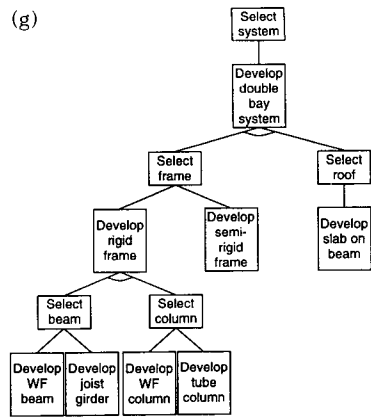 (g)
Select
system
Develop
double
bay
system
Select
frame
Select
roof
Develop
rigid
frame
Develop
semi-
rigid
frame
Develop
slab on
beam
Select
beam
Select
column
Develop
WF
beam
Develop
joist
girder
Develop
WF
column
Develop
tube
column